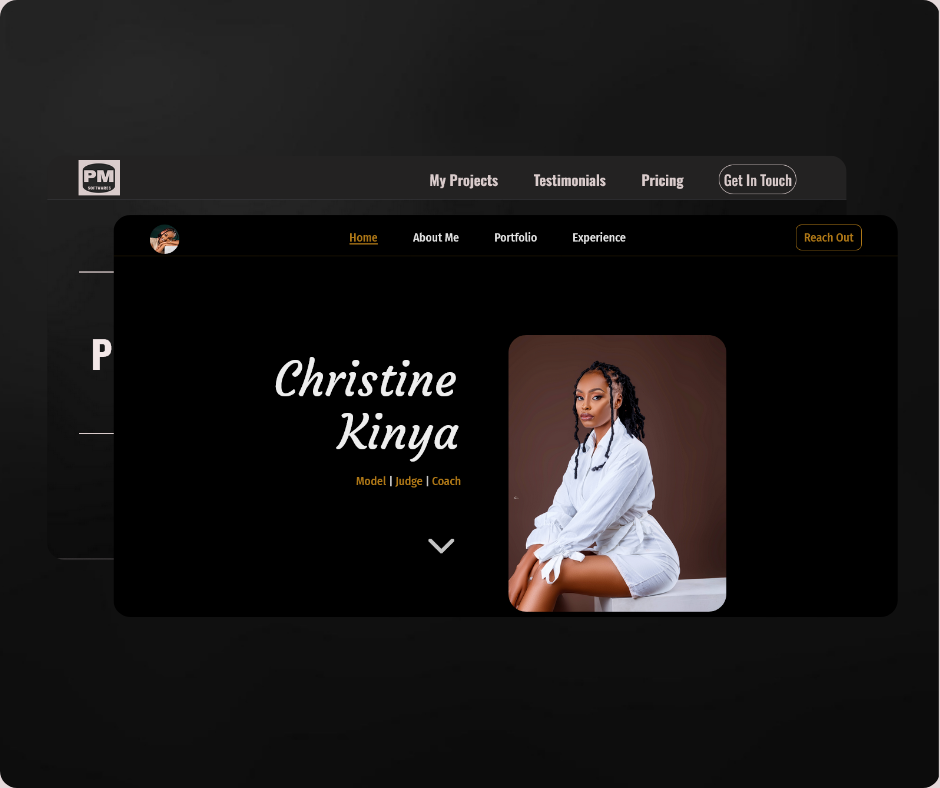 PM
SOFTWARES
My Projects Testimonials Pricing Get In Touch
Home About Me Portfolio Experience Reach Out
P
Christine
Kinya
Model | Judge | Coach